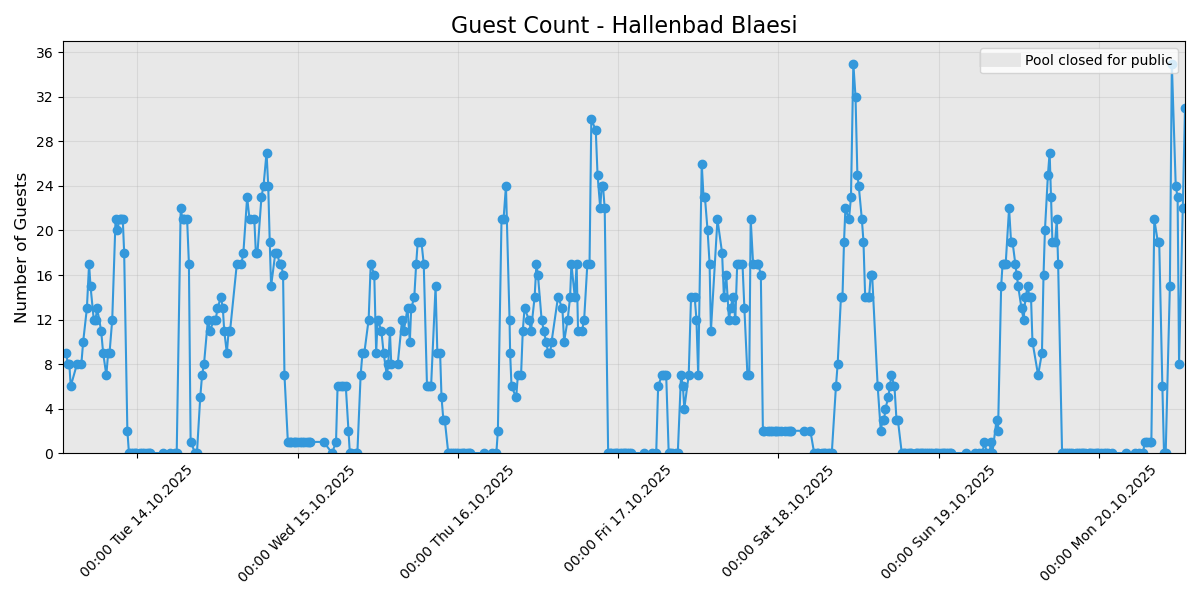 Guest Count - Hallenbad Blaesi
Pool closed for public
Number of Guests
36
32
28
24
20
16
12
8
4
0
00:00 Tue 14.10.2025
00:00 Wed 15.10.2025
00:00 Thu 16.10.2025
00:00 Fri 17.10.2025
00:00 Sat 18.10.2025
00:00 Sun 19.10.2025
00:00 Mon 20.10.2025